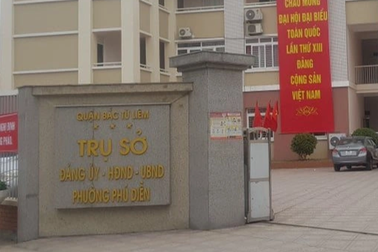 CHÀO MỪNG
ĐẠI HỘI ĐẠI BIỂU
TOÀN QUỐC
LẦN THỨ XIII
ĐẢNG
CỘNG SẢN
VIỆT NAM
QUẬN BẮC TỪ LIÊM
TRỤ SỞ
ĐẢNG ỦY - HĐND - UBND
PHƯỜNG PHÚ DIỄN